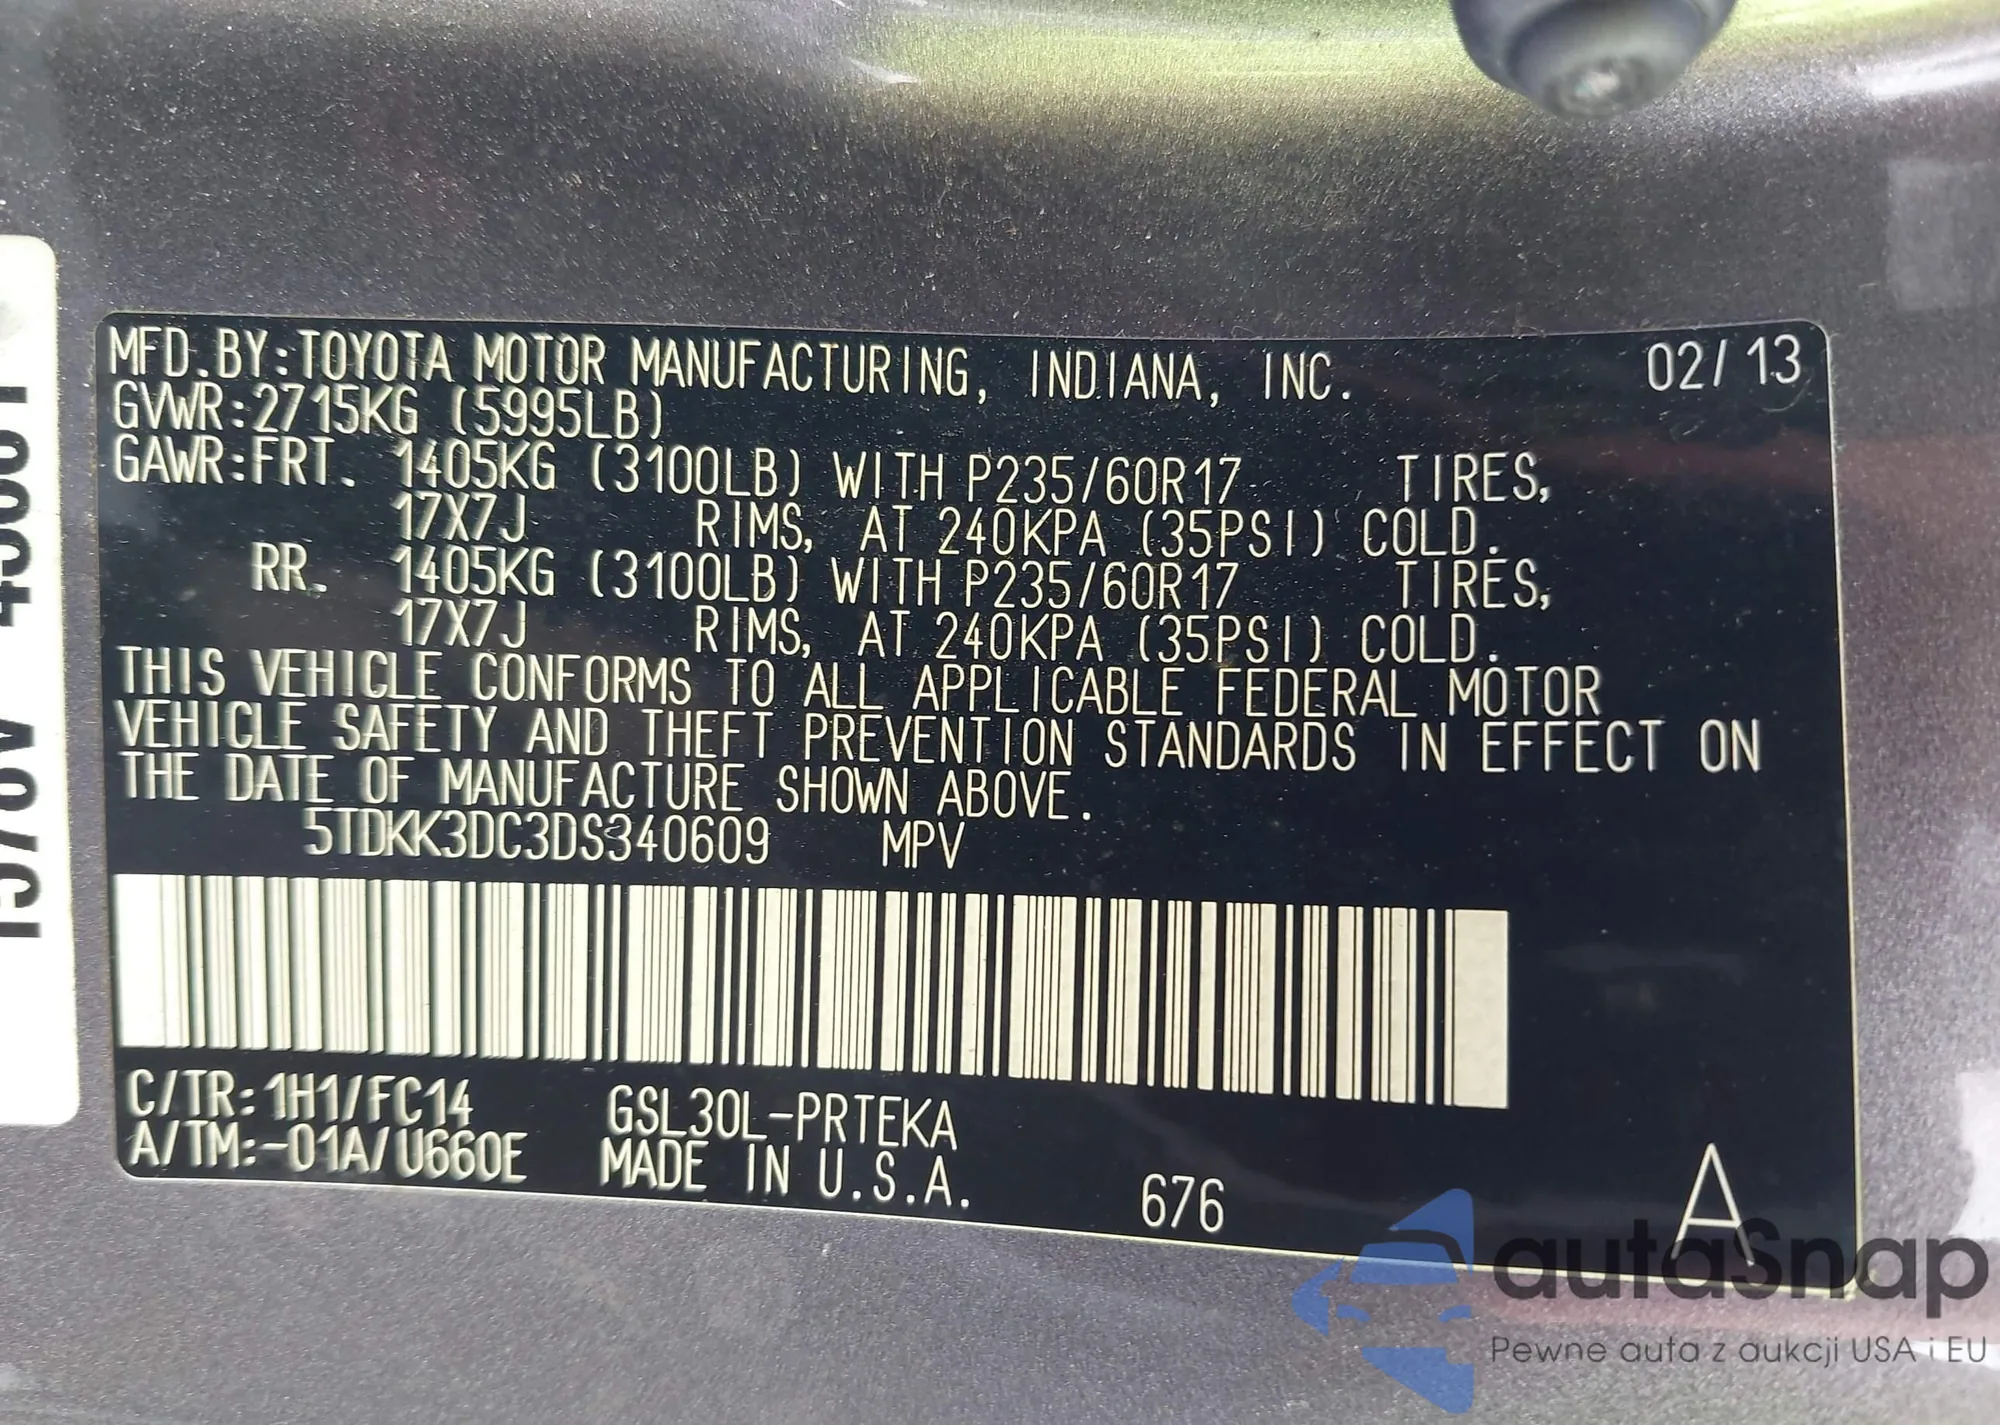 MFD.BY:TOYOTA MOTOR MANUFACTURING, INDIANA, INC. 02/13
GVWR:2715KG (5995LB)
GAWR:FRT. 1405KG (3100LB) WITH P235/60R17 TIRES,
17X7J RIMS, AT 240KPA (35PSI) COLD.
RR. 1405KG (3100LB) WITH P235/60R17 TIRES,
17X7J RIMS, AT 240KPA (35PSI) COLD.
THIS VEHICLE CONFORMS TO ALL APPLICABLE FEDERAL MOTOR
VEHICLE SAFETY AND THEFT PREVENTION STANDARDS IN EFFECT ON
THE DATE OF MANUFACTURE SHOWN ABOVE.
5TDKK3DC3DS340609 MPV
C/TR:1H1/FC14 GSL30L-PRTEKA
A/TM:-01A/U660E MADE IN U.S.A. 676 A
autaSnap
Pewne auta z aukcji USA i EU